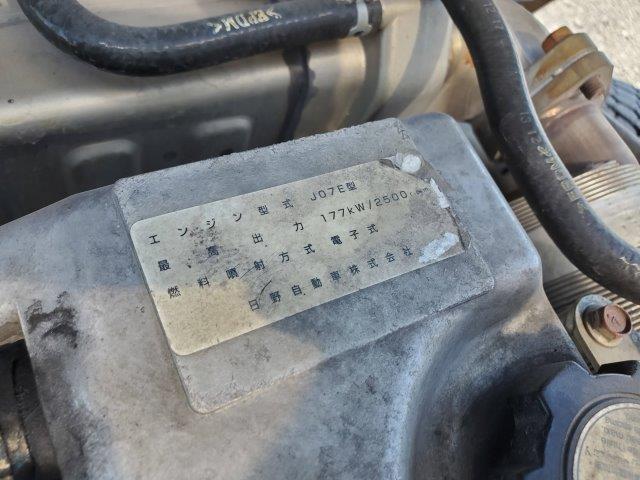 エンジン型式 J07E型
最高出力 177kW/2500
燃料噴射方式 電子式
日野自動車株式会社